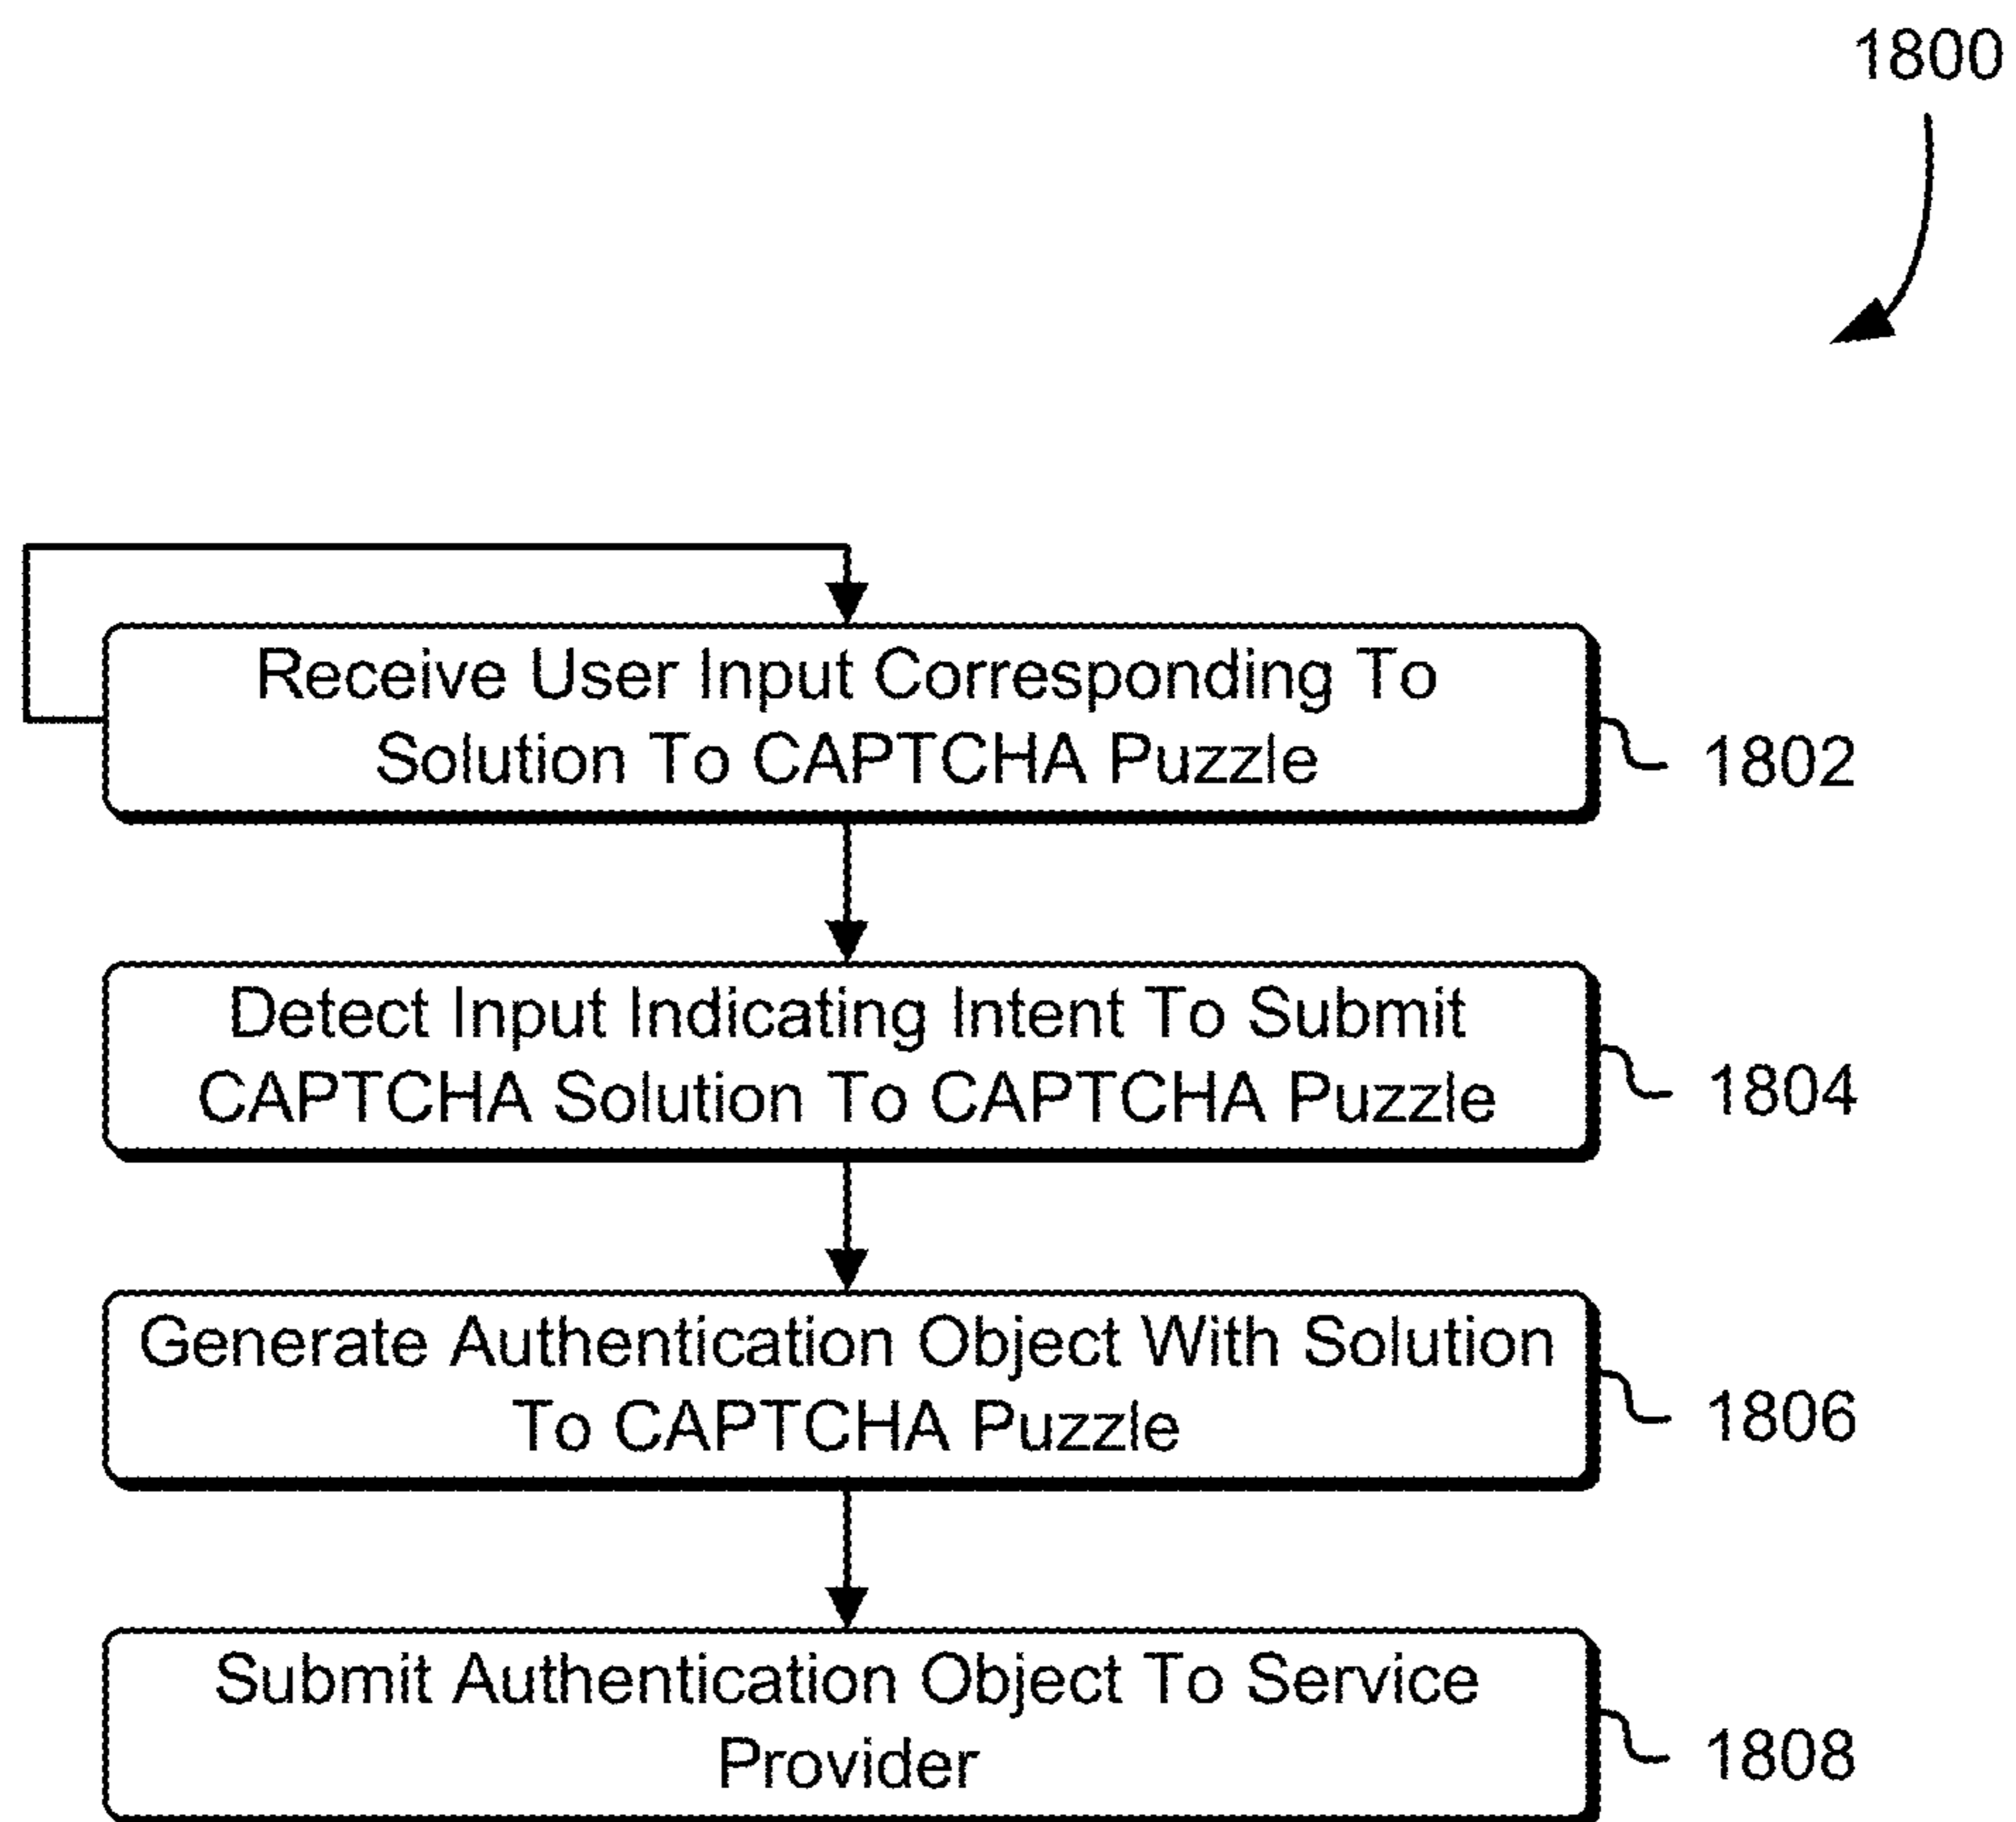 1800
Receive User Input Corresponding To
Solution To CAPTCHA Puzzle
1802
Detect Input Indicating Intent To Submit
CAPTCHA Solution To CAPTCHA Puzzle
1804
Generate Authentication Object With Solution
To CAPTCHA Puzzle
1806
Submit Authentication Object To Service
Provider
1808